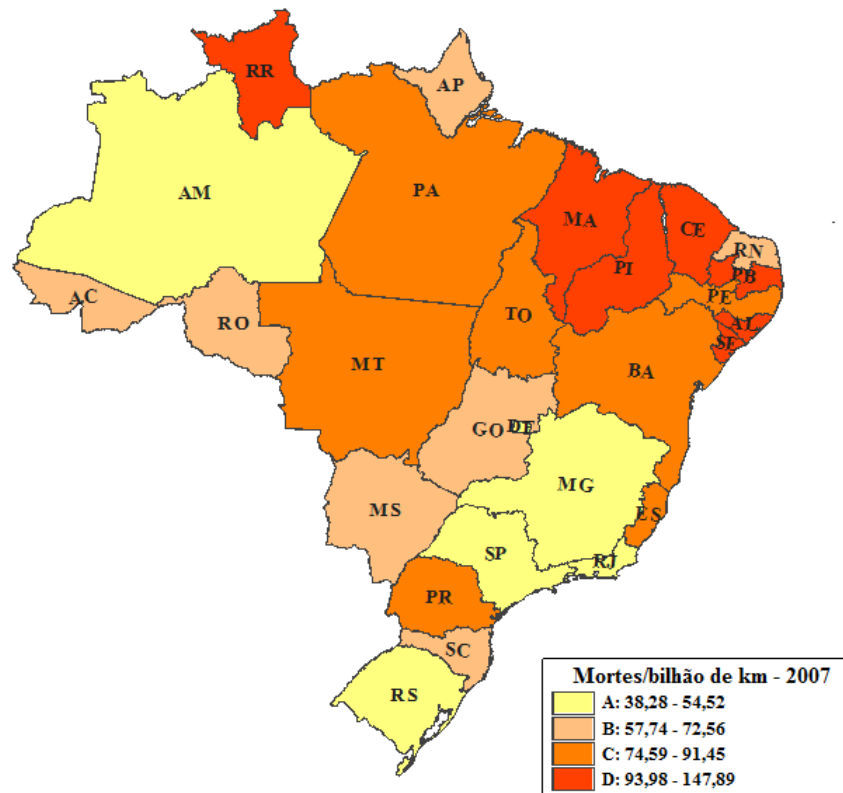 RR
AP
AM
PA
MA
CE
RN
PI
PB
AC
PE
TO
RO
AL
SE
MT
BA
GO
DF
MG
MS
ES
SP
RJ
PR
SC
RS
Mortes/bilhão de km - 2007
A: 38,28 - 54,52
B: 57,74 - 72,56
C: 74,59 - 91,45
D: 93,98 - 147,89